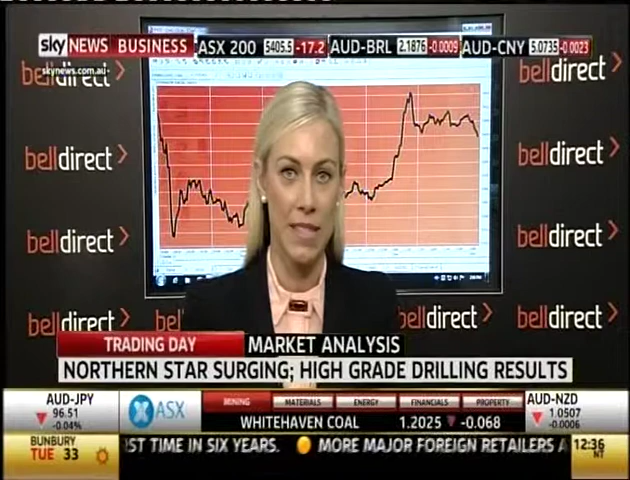 sky NEWS BUSINESS ASX 200 5405.5 -17.2 AUD-BRL 2.1876 -0.0009 AUD-CNY 5.0735 -0.0023
skynews.com.au
belldirect
belldirect
belldirect
belldirect
belldirect
belldirect
belldirect
belldirect
belldirect
TRADING DAY MARKET ANALYSIS
NORTHERN STAR SURGING; HIGH GRADE DRILLING RESULTS
AUD-JPY
96.51
-0.04%
ASX
MINING MATERIALS ENERGY FINANCIALS PROPERTY
WHITEHAVEN COAL 1.2025 -0.068
AUD-NZD
1.0507
-0.0006
BUNBURY
TUE 33
ST TIME IN SIX YEARS. MORE MAJOR FOREIGN RETAILERS A
12:36
NT